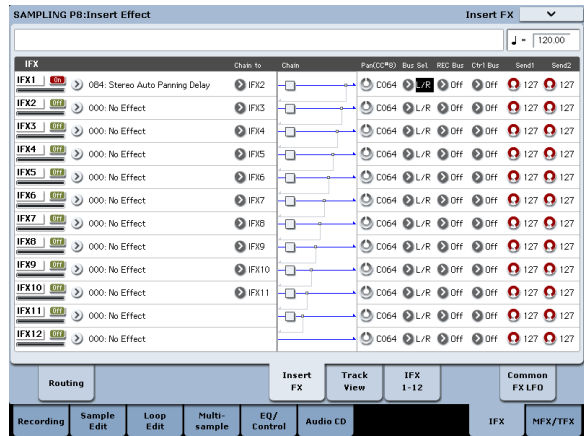 SAMPLING P8:Insert Effect Insert FX
♩ = 120.00
IFX Chain to Chain Pan(CC#8) Bus Sel. REC Bus Ctrl Bus Send1 Send2
IFX1 On 084: Stereo Auto Panning Delay IFX2 C064 L/R Off Off 127 127
IFX2 Off 000: No Effect IFX3 C064 L/R Off Off 127 127
IFX3 Off 000: No Effect IFX4 C064 L/R Off Off 127 127
IFX4 Off 000: No Effect IFX5 C064 L/R Off Off 127 127
IFX5 Off 000: No Effect IFX6 C064 L/R Off Off 127 127
IFX6 Off 000: No Effect IFX7 C064 L/R Off Off 127 127
IFX7 Off 000: No Effect IFX8 C064 L/R Off Off 127 127
IFX8 Off 000: No Effect IFX9 C064 L/R Off Off 127 127
IFX9 Off 000: No Effect IFX10 C064 L/R Off Off 127 127
IFX10 Off 000: No Effect IFX11 C064 L/R Off Off 127 127
IFX11 Off 000: No Effect C064 L/R Off Off 127 127
IFX12 Off 000: No Effect C064 L/R Off Off 127 127
Routing Insert FX Track View IFX 1-12 Common FX LFO
Recording Sample Edit Loop Edit Multi-sample EQ/Control Audio CD IFX MFX/TFX